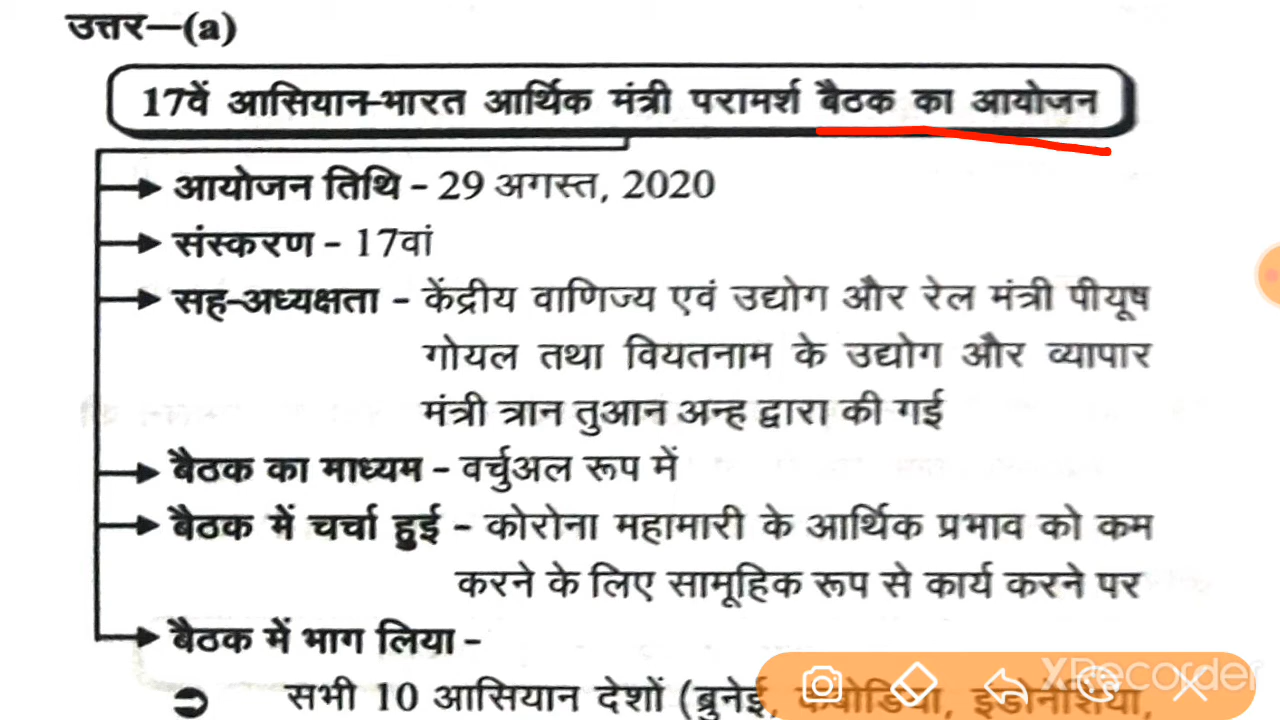 उत्तर—(a)
17वें आसियान-भारत आर्थिक मंत्री परामर्श बैठक का आयोजन
आयोजन तिथि - 29 अगस्त, 2020
संस्करण - 17वां
सह-अध्यक्षता - केंद्रीय वाणिज्य एवं उद्योग और रेल मंत्री पीयूष
गोयल तथा वियतनाम के उद्योग और व्यापार
मंत्री त्रान तुआन अन्ह द्वारा की गई
बैठक का माध्यम - वर्चुअल रूप में
बैठक में चर्चा हुई - कोरोना महामारी के आर्थिक प्रभाव को कम
करने के लिए सामूहिक रूप से कार्य करने पर
बैठक में भाग लिया -
सभी 10 आसियान देशों (ब्रुनेई, कंबोडिया, इंडोनेशिया,
XRecorder